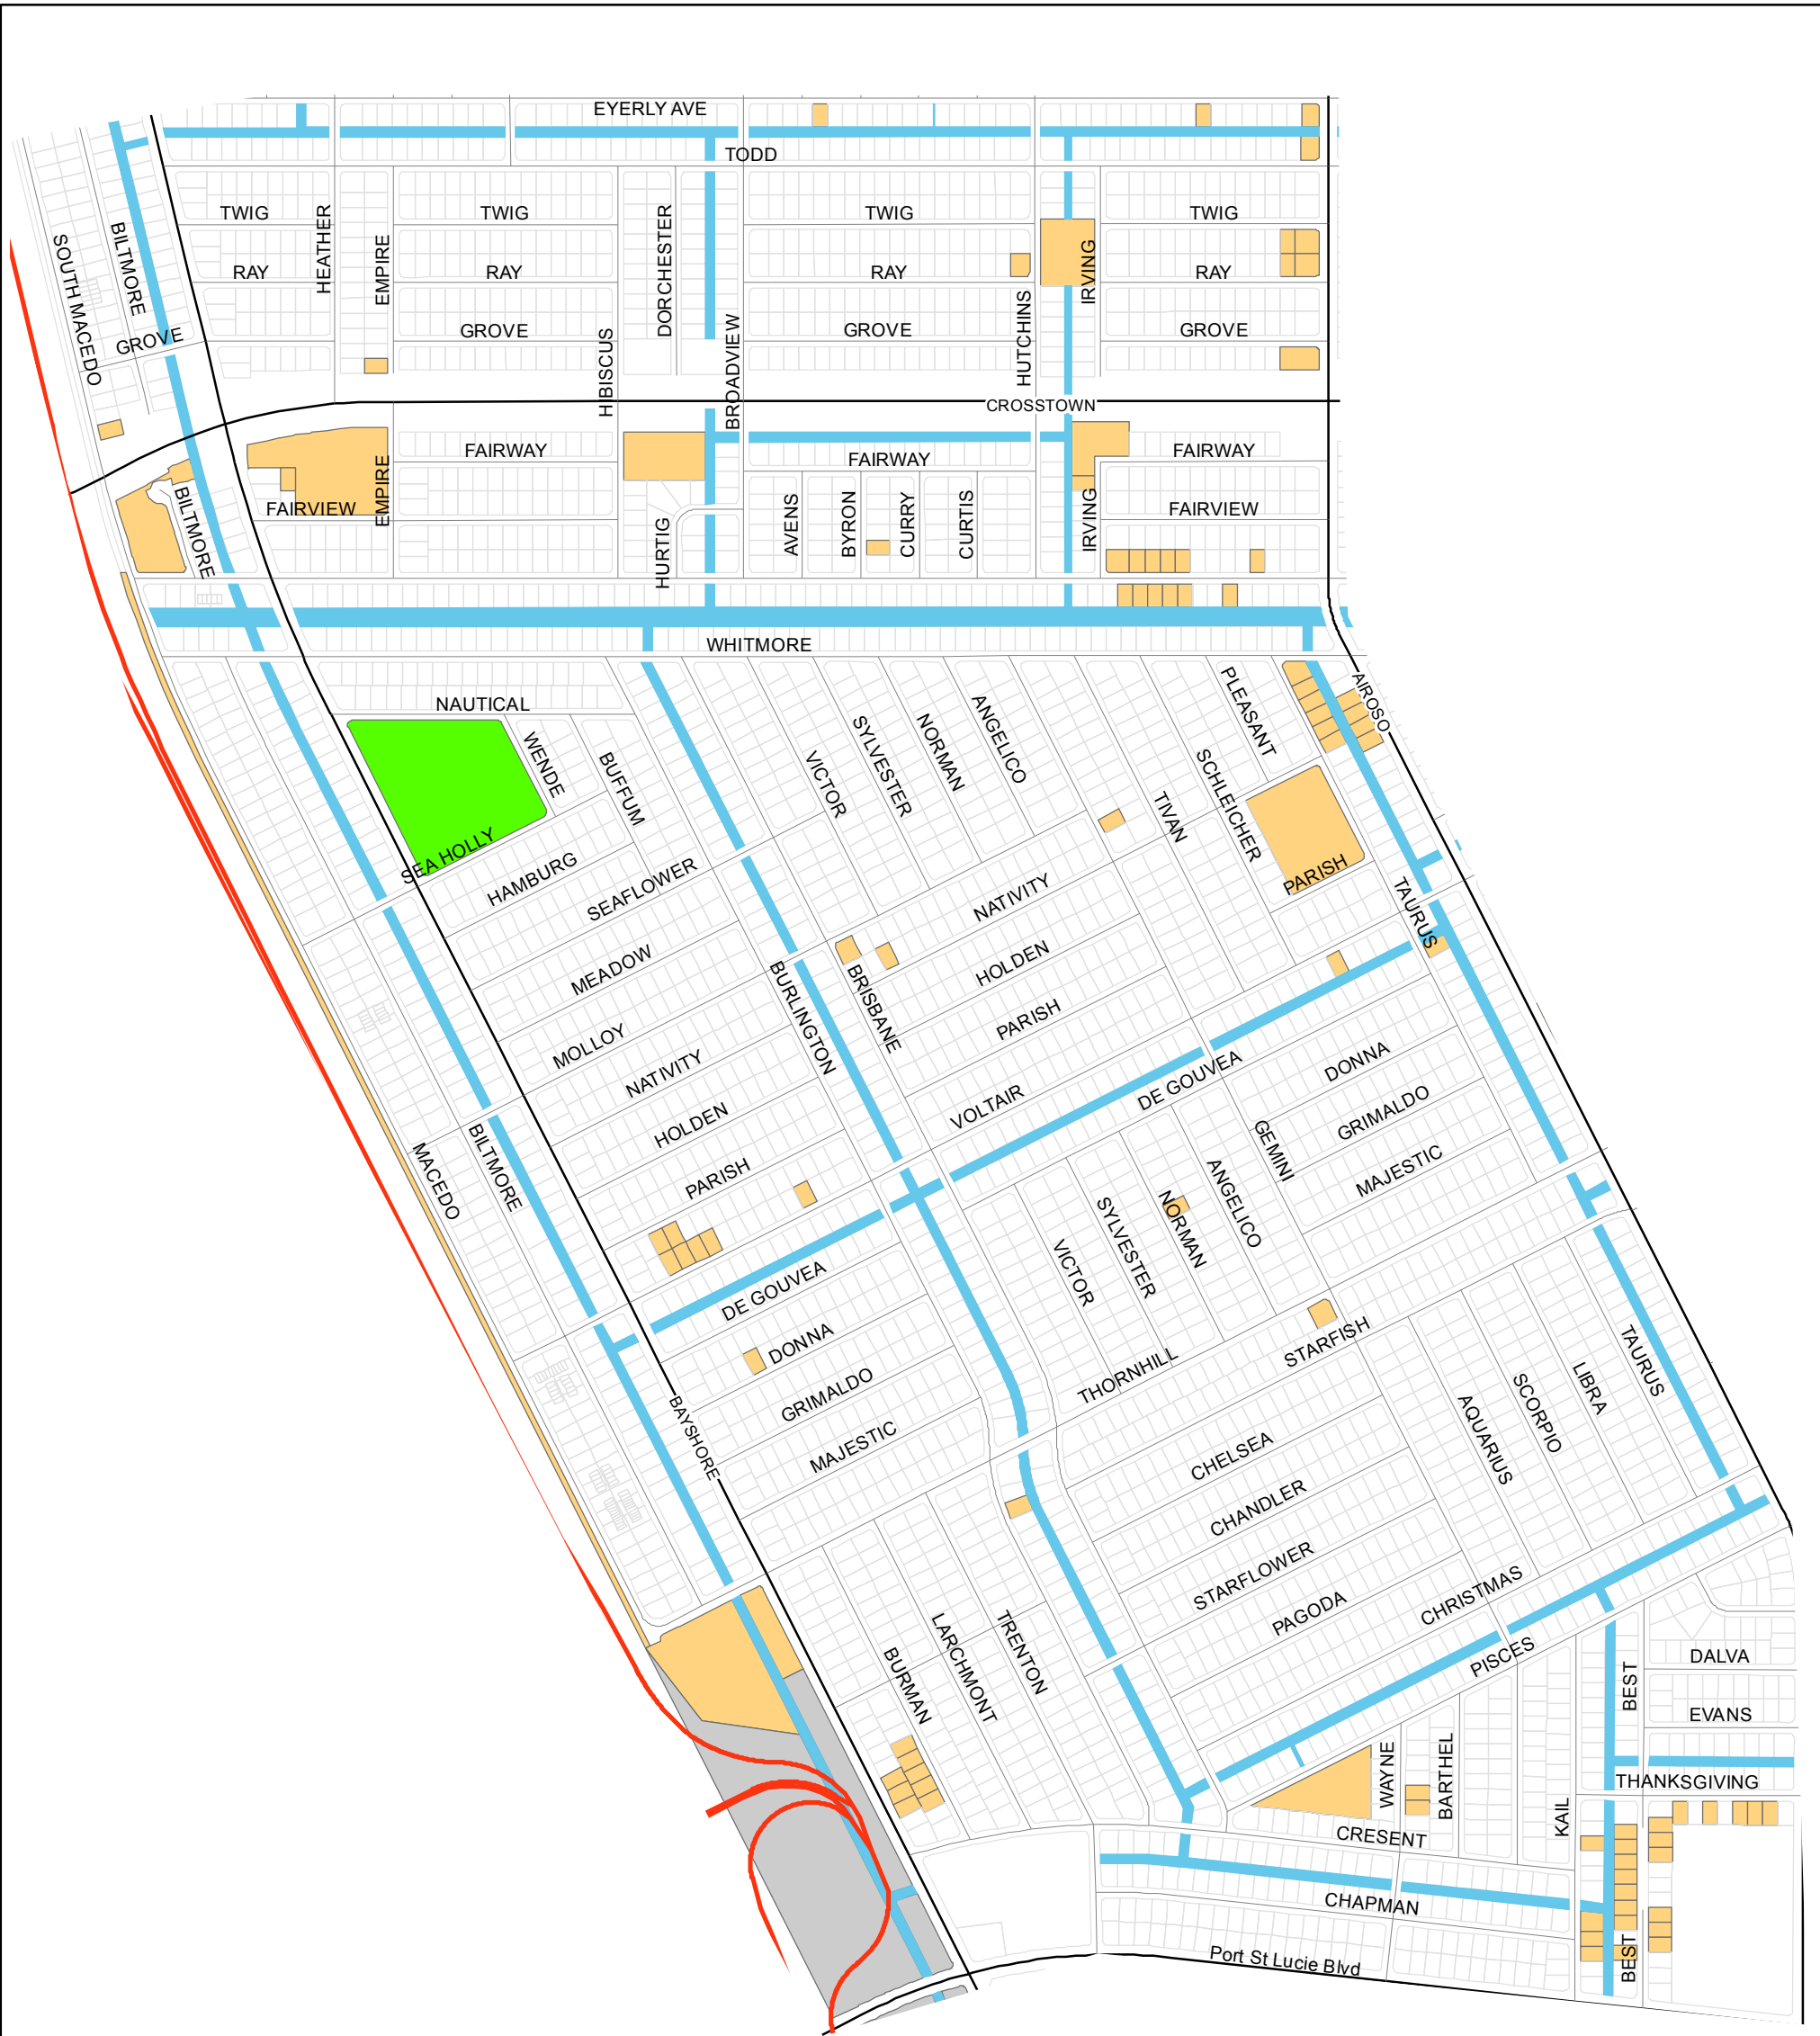 EYERLY AVE
TODD
TWIG
TWIG
TWIG
TWIG
HEATHER
DORCHESTER
SOUTH MACEDO
BILTMORE
EMPIRE
IRVING
RAY
RAY
RAY
RAY
GROVE
GROVE
GROVE
GROVE
HIBISCUS
BROADVIEW
HUTCHINS
CROSSTOWN
FAIRWAY
FAIRWAY
FAIRWAY
EMPIRE
BILTMORE
FAIRVIEW
FAIRVIEW
HURTIG
AVENS
BYRON
CURRY
CURTIS
IRVING
WHITMORE
NAUTICAL
WENDE
BUFFUM
VICTOR
SYLVESTER
NORMAN
ANGELICO
PLEASANT
AIROSO
SCHLEICHER
TIVAN
SEA HOLLY
HAMBURG
SEAFLOWER
PARISH
NATIVITY
TAURUS
MEADOW
HOLDEN
BURLINGTON
BRISBANE
PARISH
MOLLOY
NATIVITY
DONNA
DE GOUVEA
VOLTAIR
HOLDEN
GRIMALDO
BILTMORE
MACEDO
GEMINI
PARISH
MAJESTIC
ANGELICO
NORMAN
SYLVESTER
VICTOR
DE GOUVEA
DONNA
STARFISH
TAURUS
THORNHILL
LIBRA
SCORPIO
GRIMALDO
AQUARIUS
BAYSHORE
MAJESTIC
CHELSEA
CHANDLER
STARFLOWER
CHRISTMAS
PAGODA
TRENTON
LARCHMONT
BURMAN
PISCES
DALVA
BEST
EVANS
WAYNE
BARTHEL
THANKSGIVING
KAIL
CRESENT
CHAPMAN
BEST
Port St Lucie Blvd